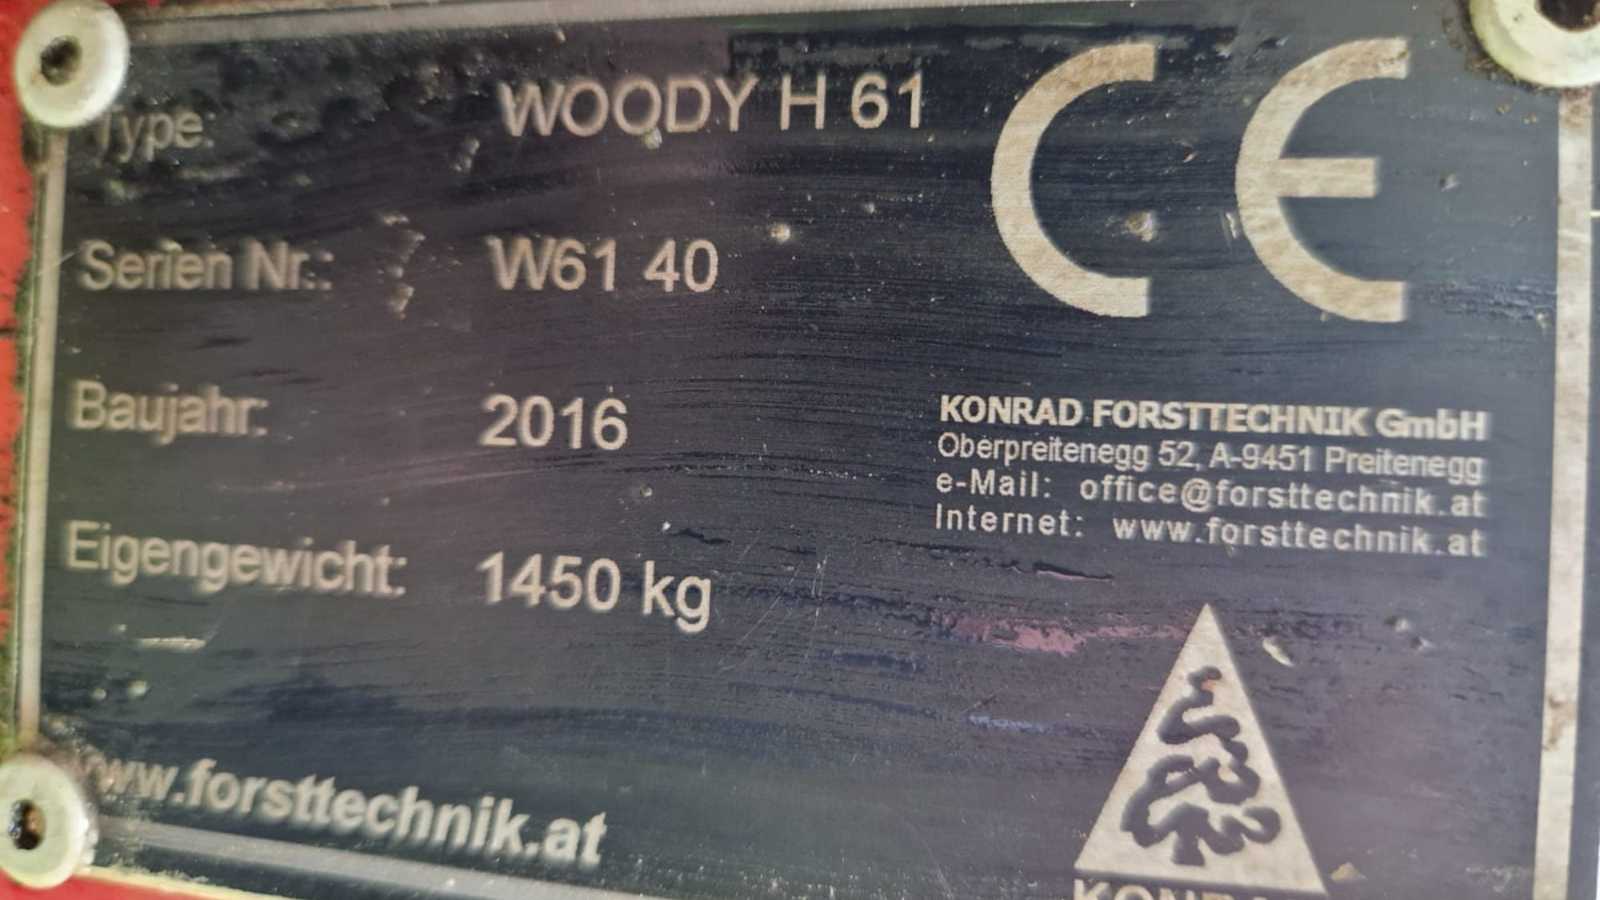 Type: WOODY H 61
CE
Serien Nr.: W61 40
Baujahr: 2016
Eigengewicht: 1450 kg
KONRAD FORSTTECHNIK GmbH
Oberpreitenegg 52, A-9451 Preitenegg
e-Mail: office@forsttechnik.at
Internet: www.forsttechnik.at
www.forsttechnik.at